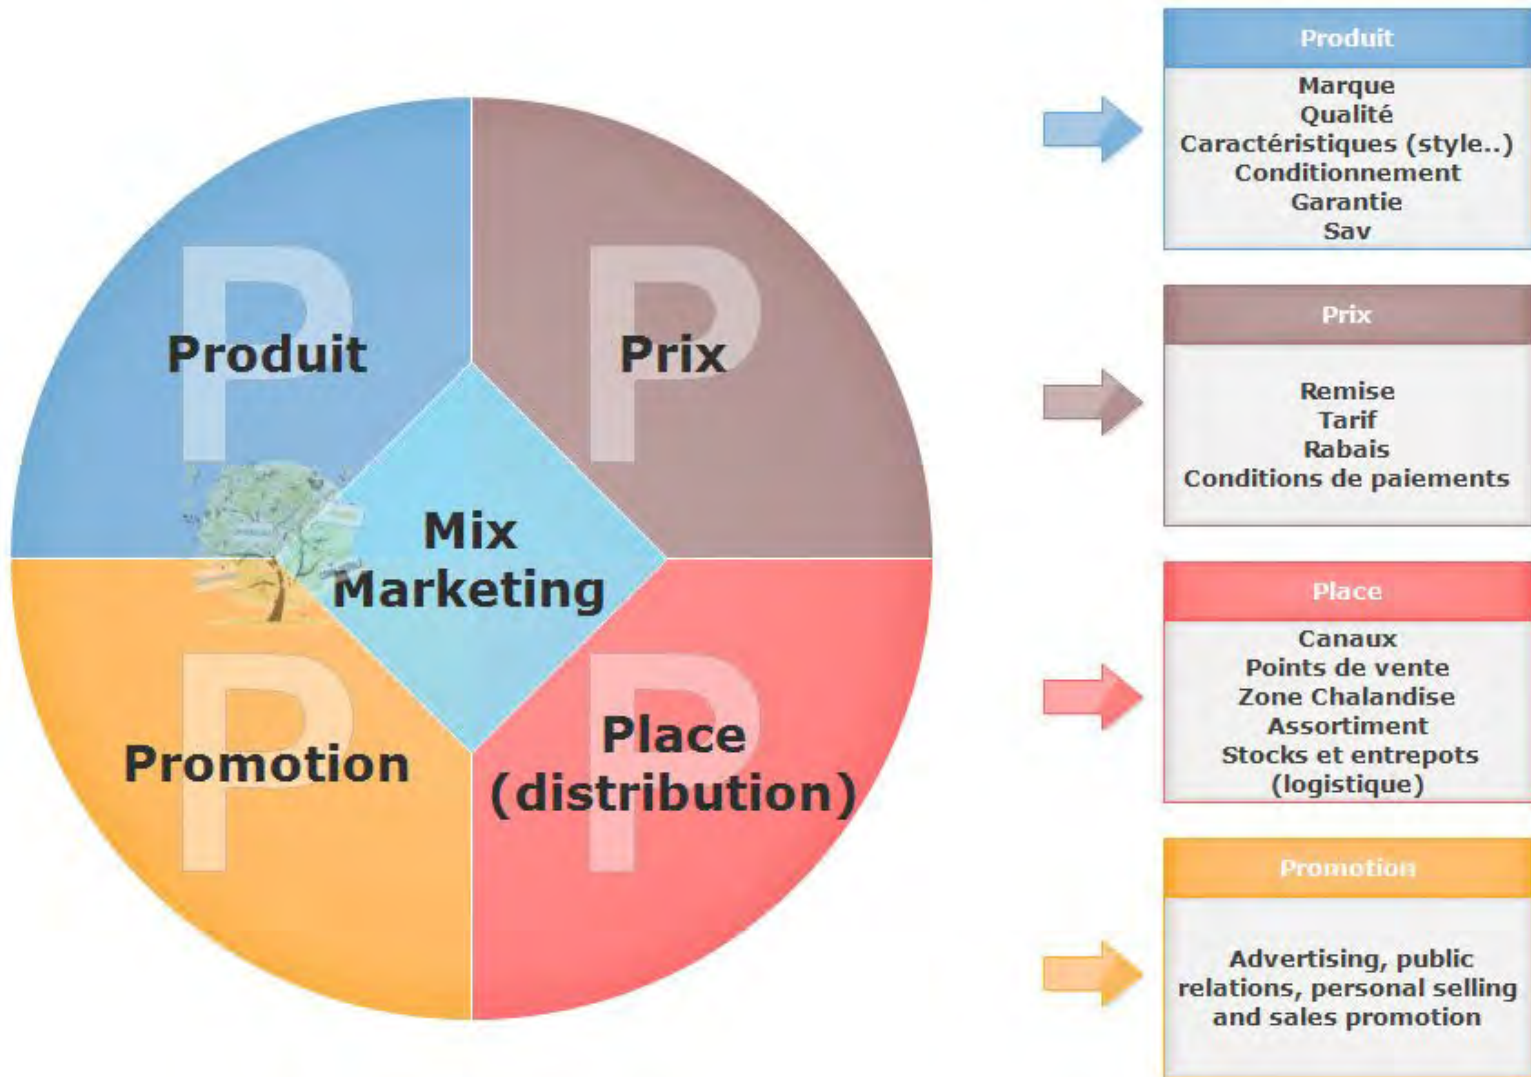 Produit
Prix
Mix
Marketing
Promotion
Place
(distribution)
P
P
P
P
Produit
Marque
Qualité
Caractéristiques (style..)
Conditionnement
Garantie
Sav
Prix
Remise
Tarif
Rabais
Conditions de paiements
Place
Canaux
Points de vente
Zone Chalandise
Assortiment
Stocks et entrepots
(logistique)
Promotion
Advertising, public
relations, personal selling
and sales promotion